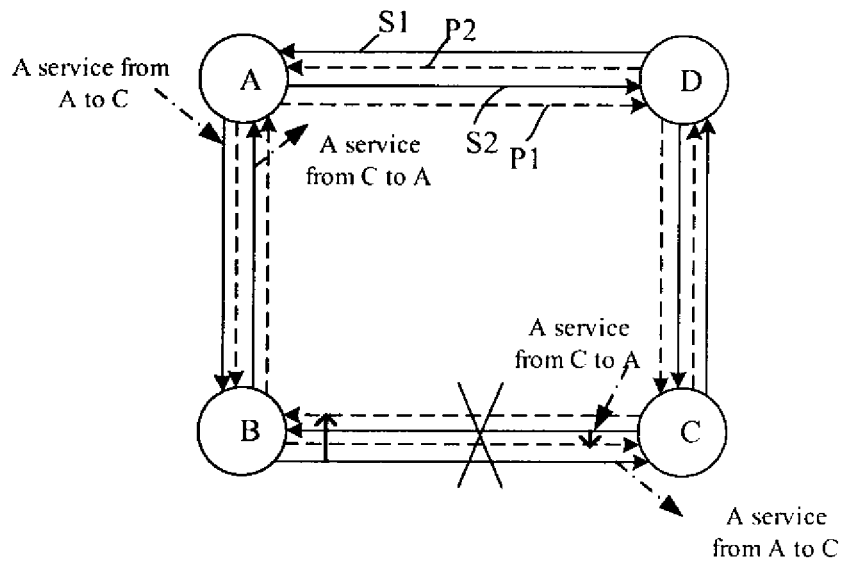 S1
P2
A service from
A to C
A
D
S2
P1
A service
from C to A
A service
from C to A
B
C
A service
from A to C